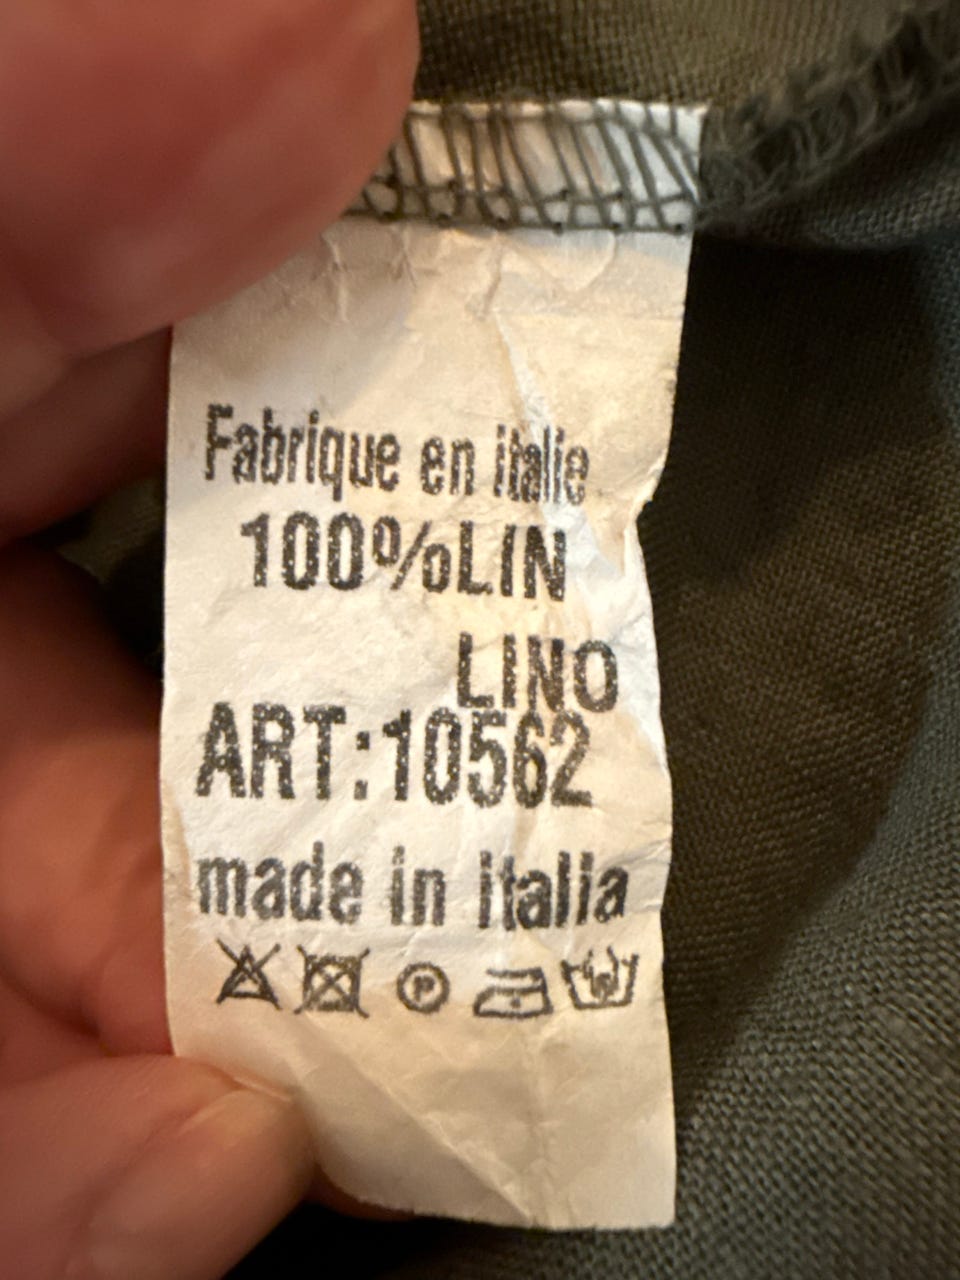 Fabrique en italie
100%LIN
LINO
ART:10562
made in italia
P